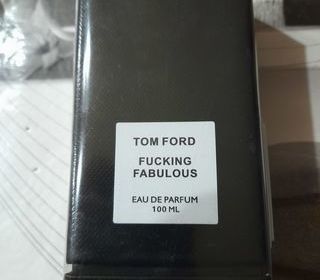 TOM FORD
FUCKING
FABULOUS
EAU DE PARFUM
100 ML